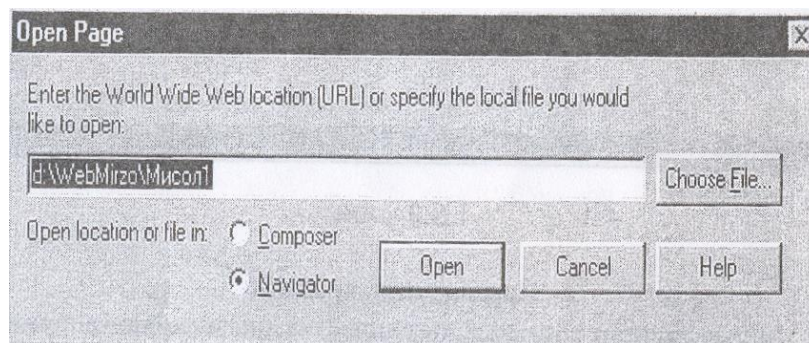 Open Page
Enter the World Wide Web location (URL) or specify the local file you would
like to open:
d:\WebMirzo\Мисол1
Choose File...
Open location or file in:
Composer
Navigator
Open
Cancel
Help